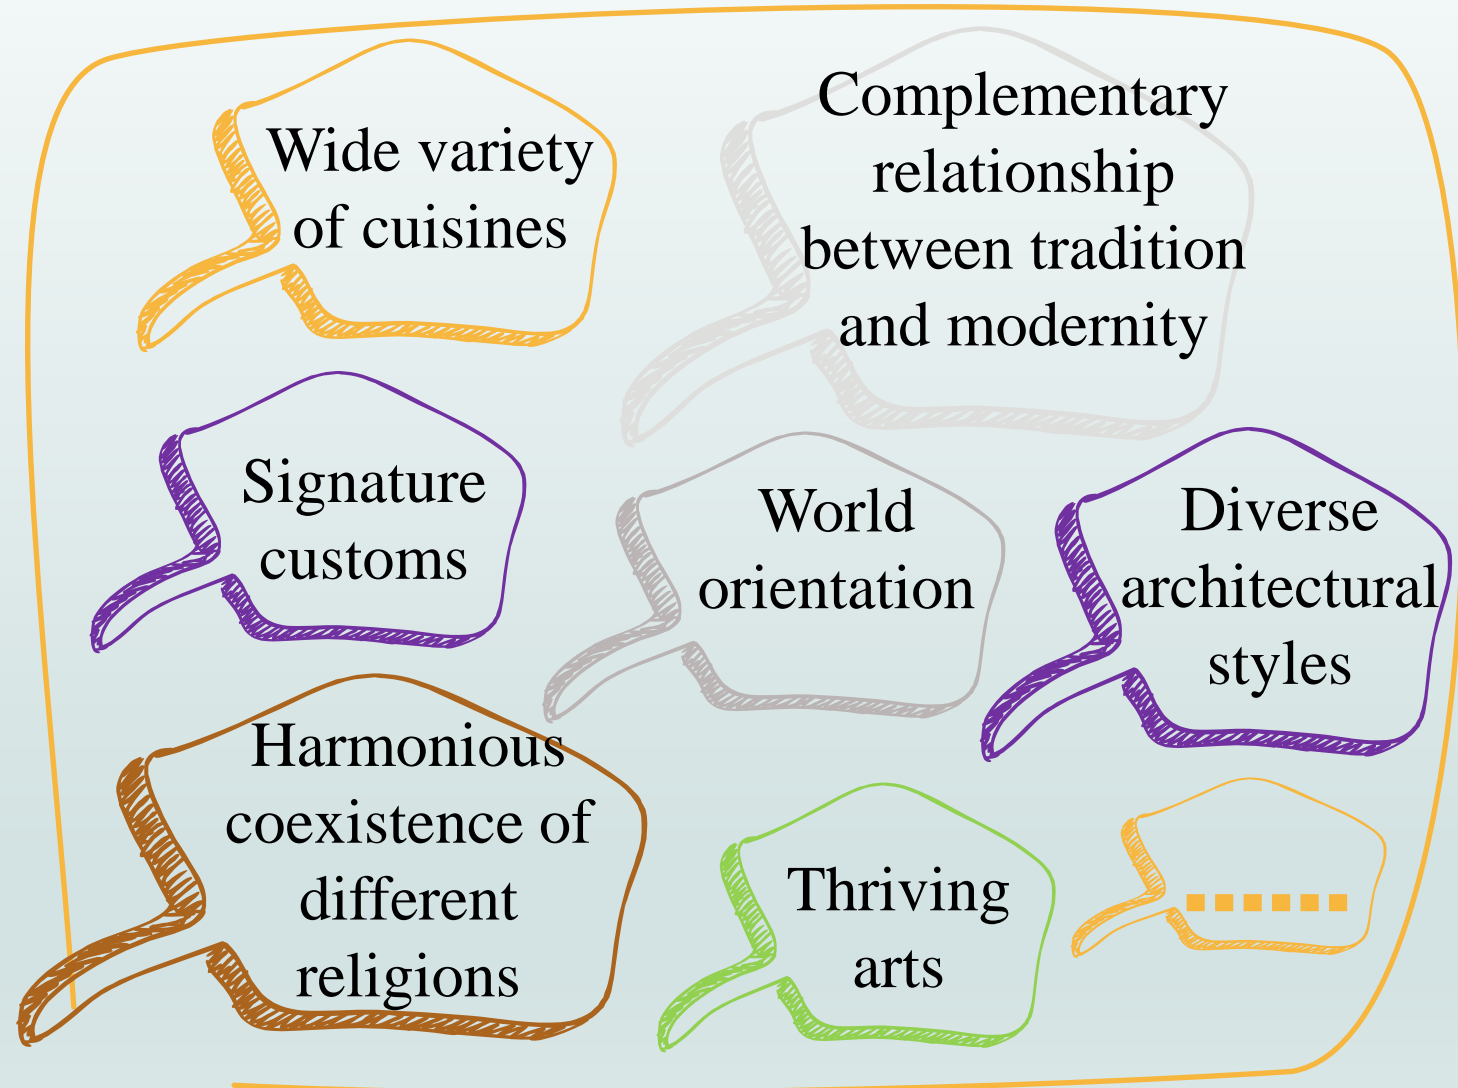 Wide variety
of cuisines
Complementary
relationship
between tradition
and modernity
Signature
customs
World
orientation
Diverse
architectural
styles
Harmonious
coexistence of
different
religions
Thriving
arts
......